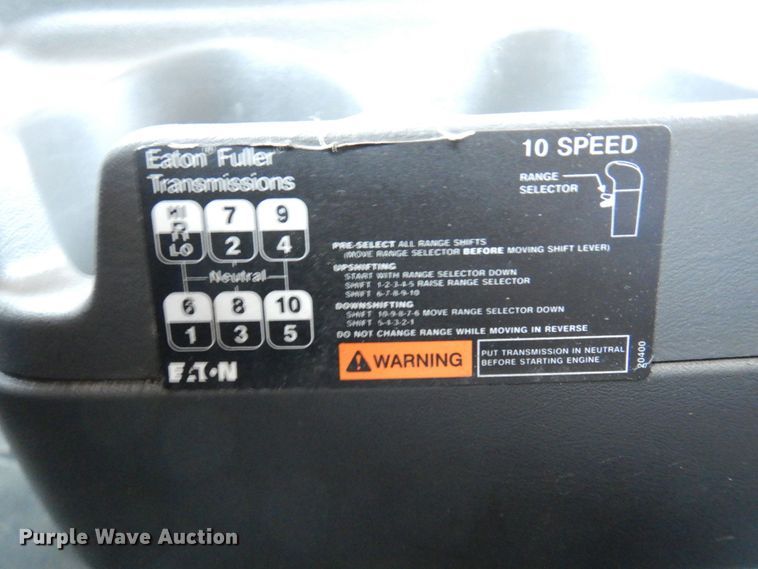 Eaton® Fuller
Transmissions
10 SPEED
RANGE
SELECTOR
HI 7 9
R
LO 2 4
Neutral
6 8 10
1 3 5
EATON
PRE-SELECT ALL RANGE SHIFTS
(MOVE RANGE SELECTOR BEFORE MOVING SHIFT LEVER)
UPSHIFTING
START WITH RANGE SELECTOR DOWN
SHIFT 1-2-3-4-5 RAISE RANGE SELECTOR
SHIFT 6-7-8-9-10
DOWNSHIFTING
SHIFT 10-9-8-7-6 MOVE RANGE SELECTOR DOWN
SHIFT 5-4-3-2-1
DO NOT CHANGE RANGE WHILE MOVING IN REVERSE
WARNING
PUT TRANSMISSION IN NEUTRAL
BEFORE STARTING ENGINE
20400
Purple Wave Auction